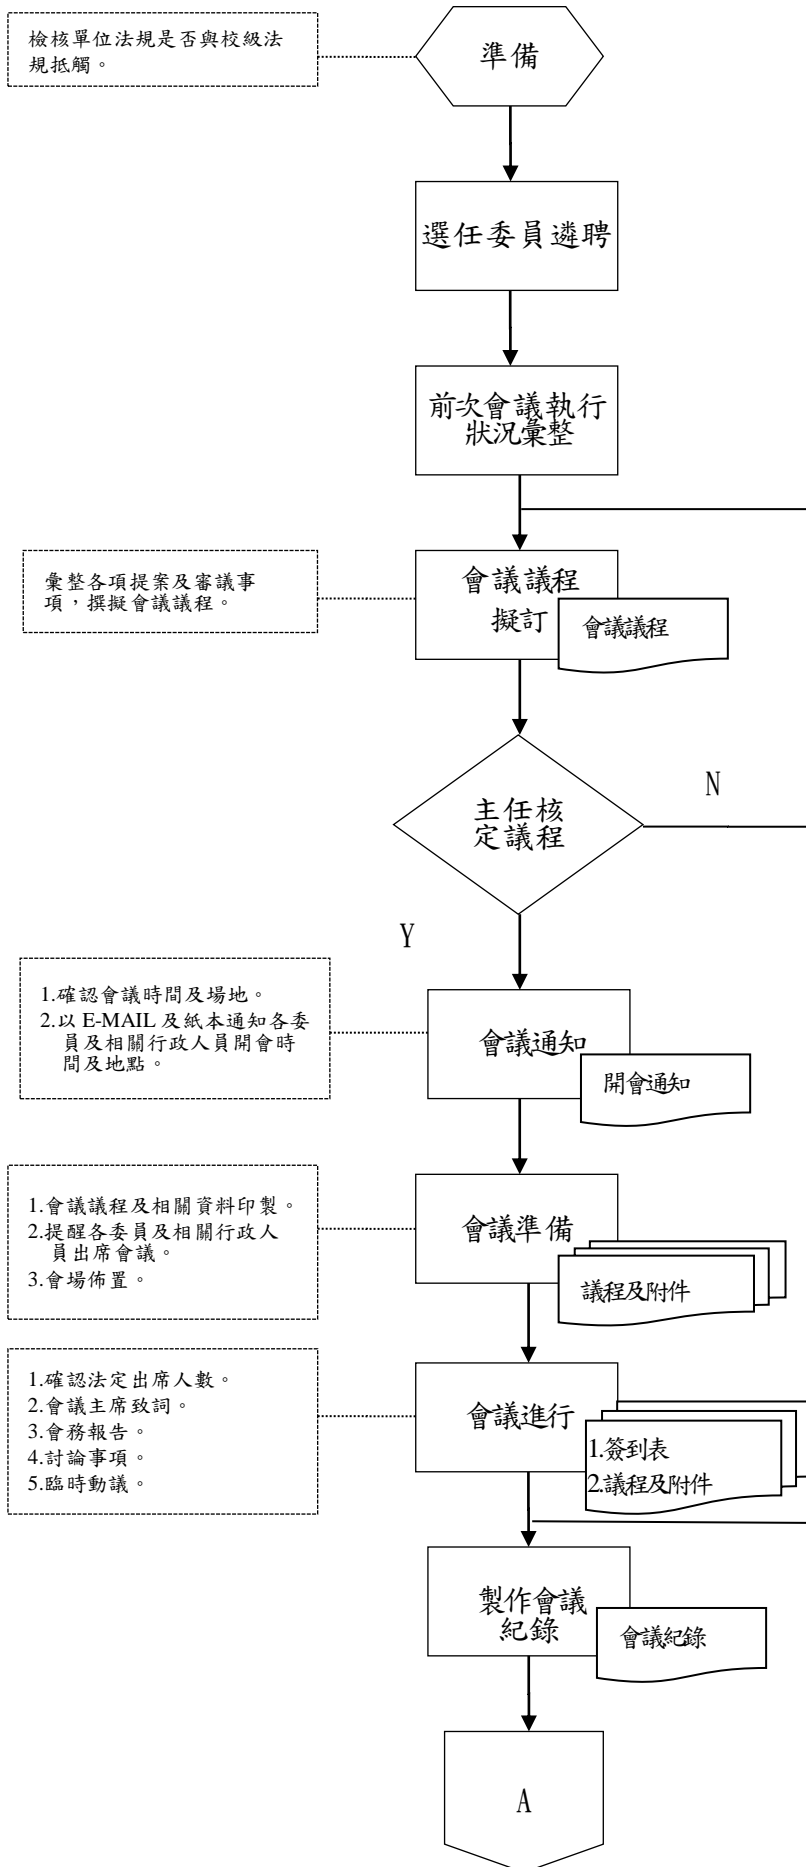 檢核單位法規是否與校級法
規抵觸。
準備
選任委員遴聘
前次會議執行
狀況彙整
彙整各項提案及審議事
項，撰擬會議議程。
會議議程
擬訂
會議議程
主任核
定議程
N
Y
1.確認會議時間及場地。
2.以 E-MAIL 及紙本通知各委
員及相關行政人員開會時
間及地點。
會議通知
開會通知
1.會議議程及相關資料印製。
2.提醒各委員及相關行政人
員出席會議。
3.會場佈置。
會議準備
議程及附件
1.確認法定出席人數。
2.會議主席致詞。
3.會務報告。
4.討論事項。
5.臨時動議。
會議進行
1.簽到表
2.議程及附件
製作會議
紀錄
會議紀錄
A